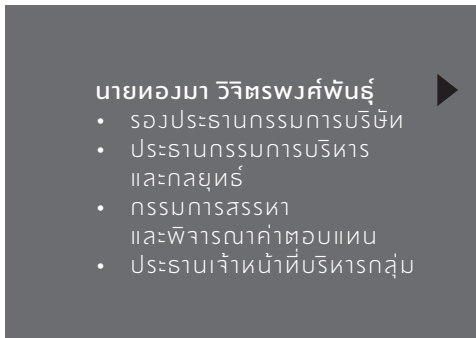 นายทองมา วิจิตรพงศ์พันธุ์
• รองประธานกรรมการบริษัท
• ประธานกรรมการบริหาร
และกลยุทธ์
• กรรมการสรรหา
และพิจารณาค่าตอบแทน
• ประธานเจ้าหน้าที่บริหารกลุ่ม